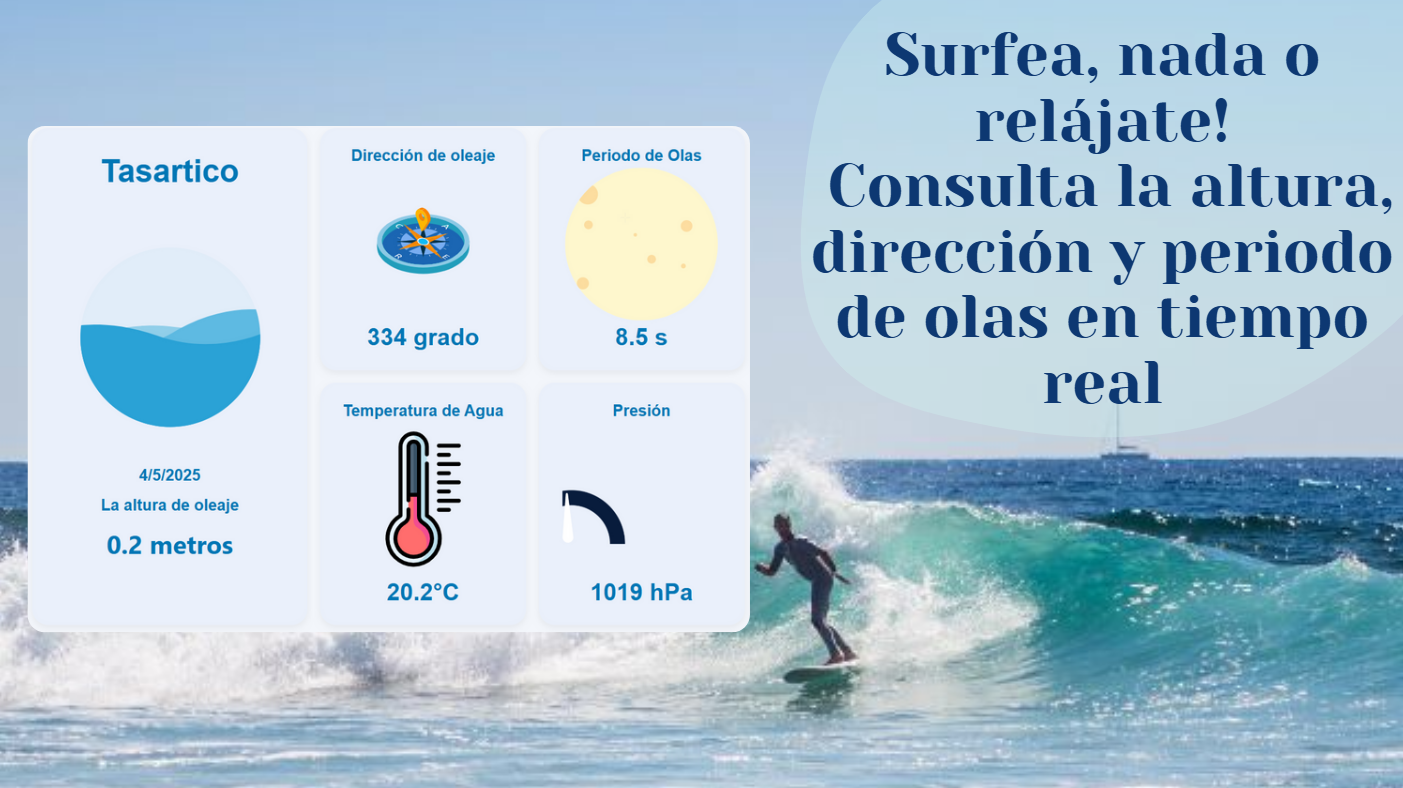 Surfea, nada o
relájate!
Consulta la altura,
dirección y periodo
de olas en tiempo
real
Tasartico
4/5/2025
La altura de oleaje
0.2 metros
Dirección de oleaje
334 grado
Periodo de Olas
8.5 s
Temperatura de Agua
20.2°C
Presión
1019 hPa